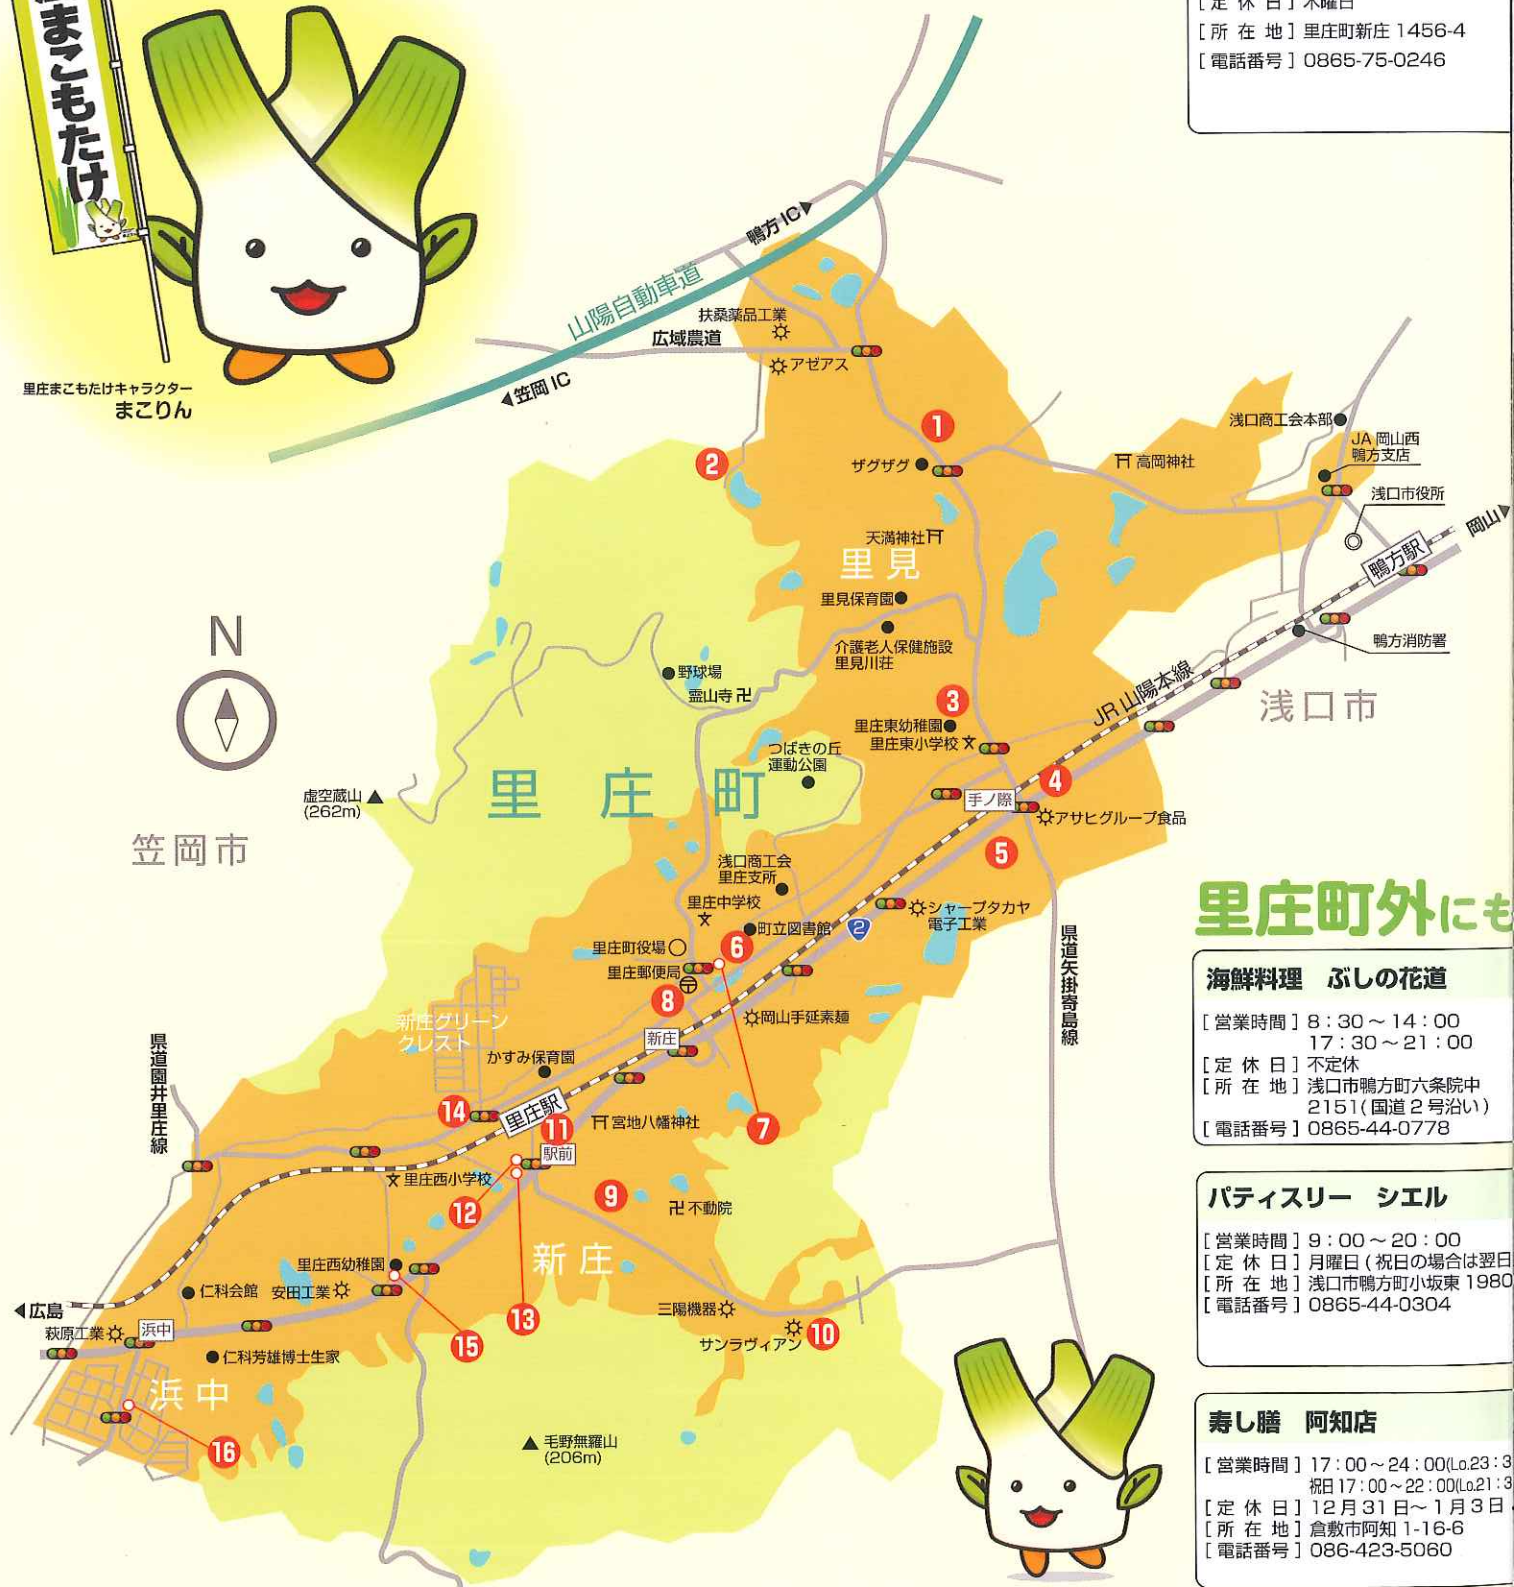 まこもたけ
里庄まこもたけキャラクター
まこりん
[定休日] 木曜日
[所在地] 里庄町新庄 1456-4
[電話番号] 0865-75-0246
鴨方 IC▶
山陽自動車道
扶桑薬品工業
広域農道
アゼアス
◀笠岡 IC
1
2
ザグザグ
高岡神社
浅口商工会本部
JA 岡山西
鴨方支店
浅口市役所
岡山▶
鴨方駅
天満神社
里見
里見保育園
介護老人保健施設
里見川荘
鴨方消防署
N
野球場
霊山寺
JR 山陽本線
浅口市
3
里庄東幼稚園
里庄東小学校
つばきの丘
運動公園
里庄町
虚空蔵山
(262m)
笠岡市
4
手ノ際
アサヒグループ食品
5
浅口商工会
里庄支所
里庄中学校
町立図書館
2
シャープタカヤ
電子工業
里庄町役場
6
里庄郵便局
8
岡山手延素麺
県道矢掛寄島線
新庄グリーン
クレスト
新庄
かすみ保育園
県道園井里庄線
14
里庄駅
11
宮地八幡神社
7
駅前
里庄西小学校
12
9
不動院
新庄
里庄西幼稚園
仁科会館
安田工業
◀広島
萩原工業
浜中
三陽機器
サンラヴィアン
10
13
15
仁科芳雄博士生家
浜中
16
毛野無羅山
(206m)
里庄町外にも
海鮮料理 ぶしの花道
[営業時間] 8:30～14:00
17:30～21:00
[定休日] 不定休
[所在地] 浅口市鴨方町六条院中
2151(国道2号沿い)
[電話番号] 0865-44-0778
パティスリー シエル
[営業時間] 9:00～20:00
[定休日] 月曜日(祝日の場合は翌日
[所在地] 浅口市鴨方町小坂東 1980
[電話番号] 0865-44-0304
寿し膳 阿知店
[営業時間] 17:00～24:00(Lo.23:3
祝日17:00～22:00(Lo.21:3
[定休日] 12月31日～1月3日
[所在地] 倉敷市阿知 1-16-6
[電話番号] 086-423-5060